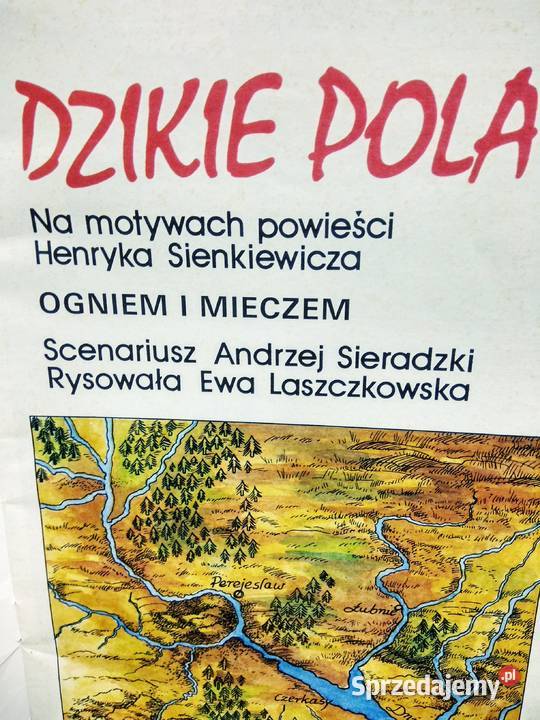 DZIKIE POLA
Na motywach powieści
Henryka Sienkiewicza
OGNIEM I MIECZEM
Scenariusz Andrzej Sieradzki
Rysowała Ewa Laszczkowska
Perejesław
Łubnie
Czerkasy
Sprzedajemy.pl